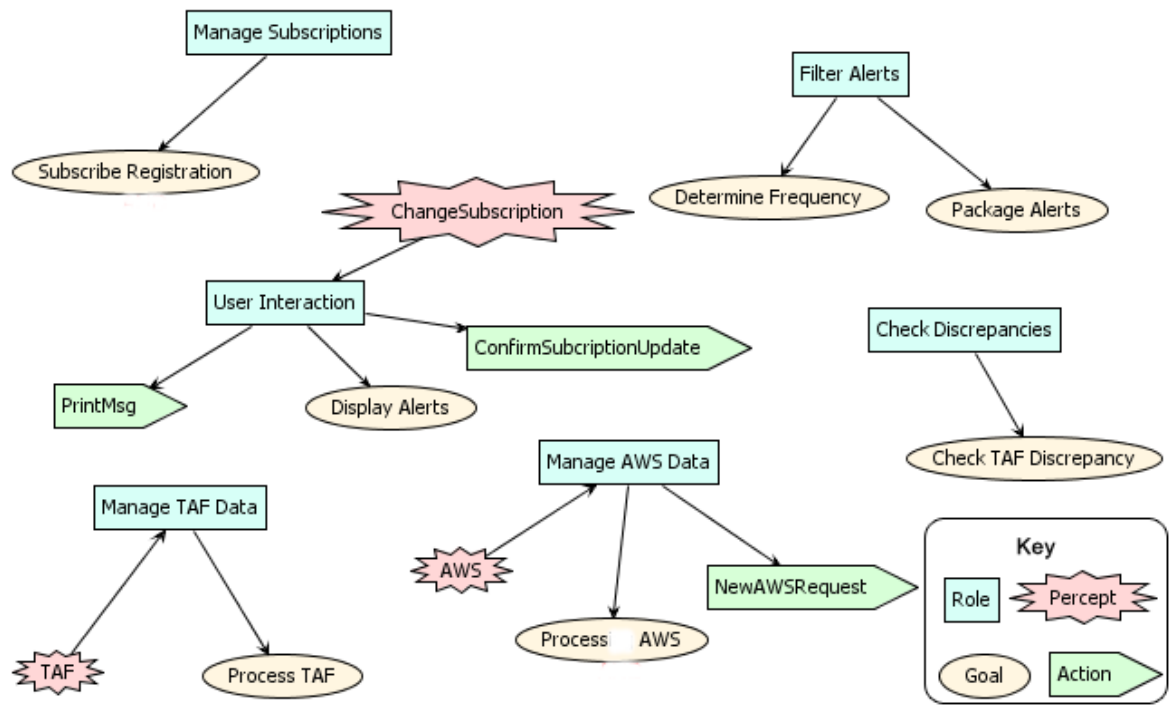 Manage Subscriptions
Filter Alerts
Subscribe Registration
Determine Frequency
Package Alerts
ChangeSubscription
User Interaction
Check Discrepancies
ConfirmSubcriptionUpdate
PrintMsg
Display Alerts
Check TAF Discrepancy
Manage AWS Data
Manage TAF Data
AWS
NewAWSRequest
Process AWS
TAF
Process TAF
Key
Role
Percept
Goal
Action